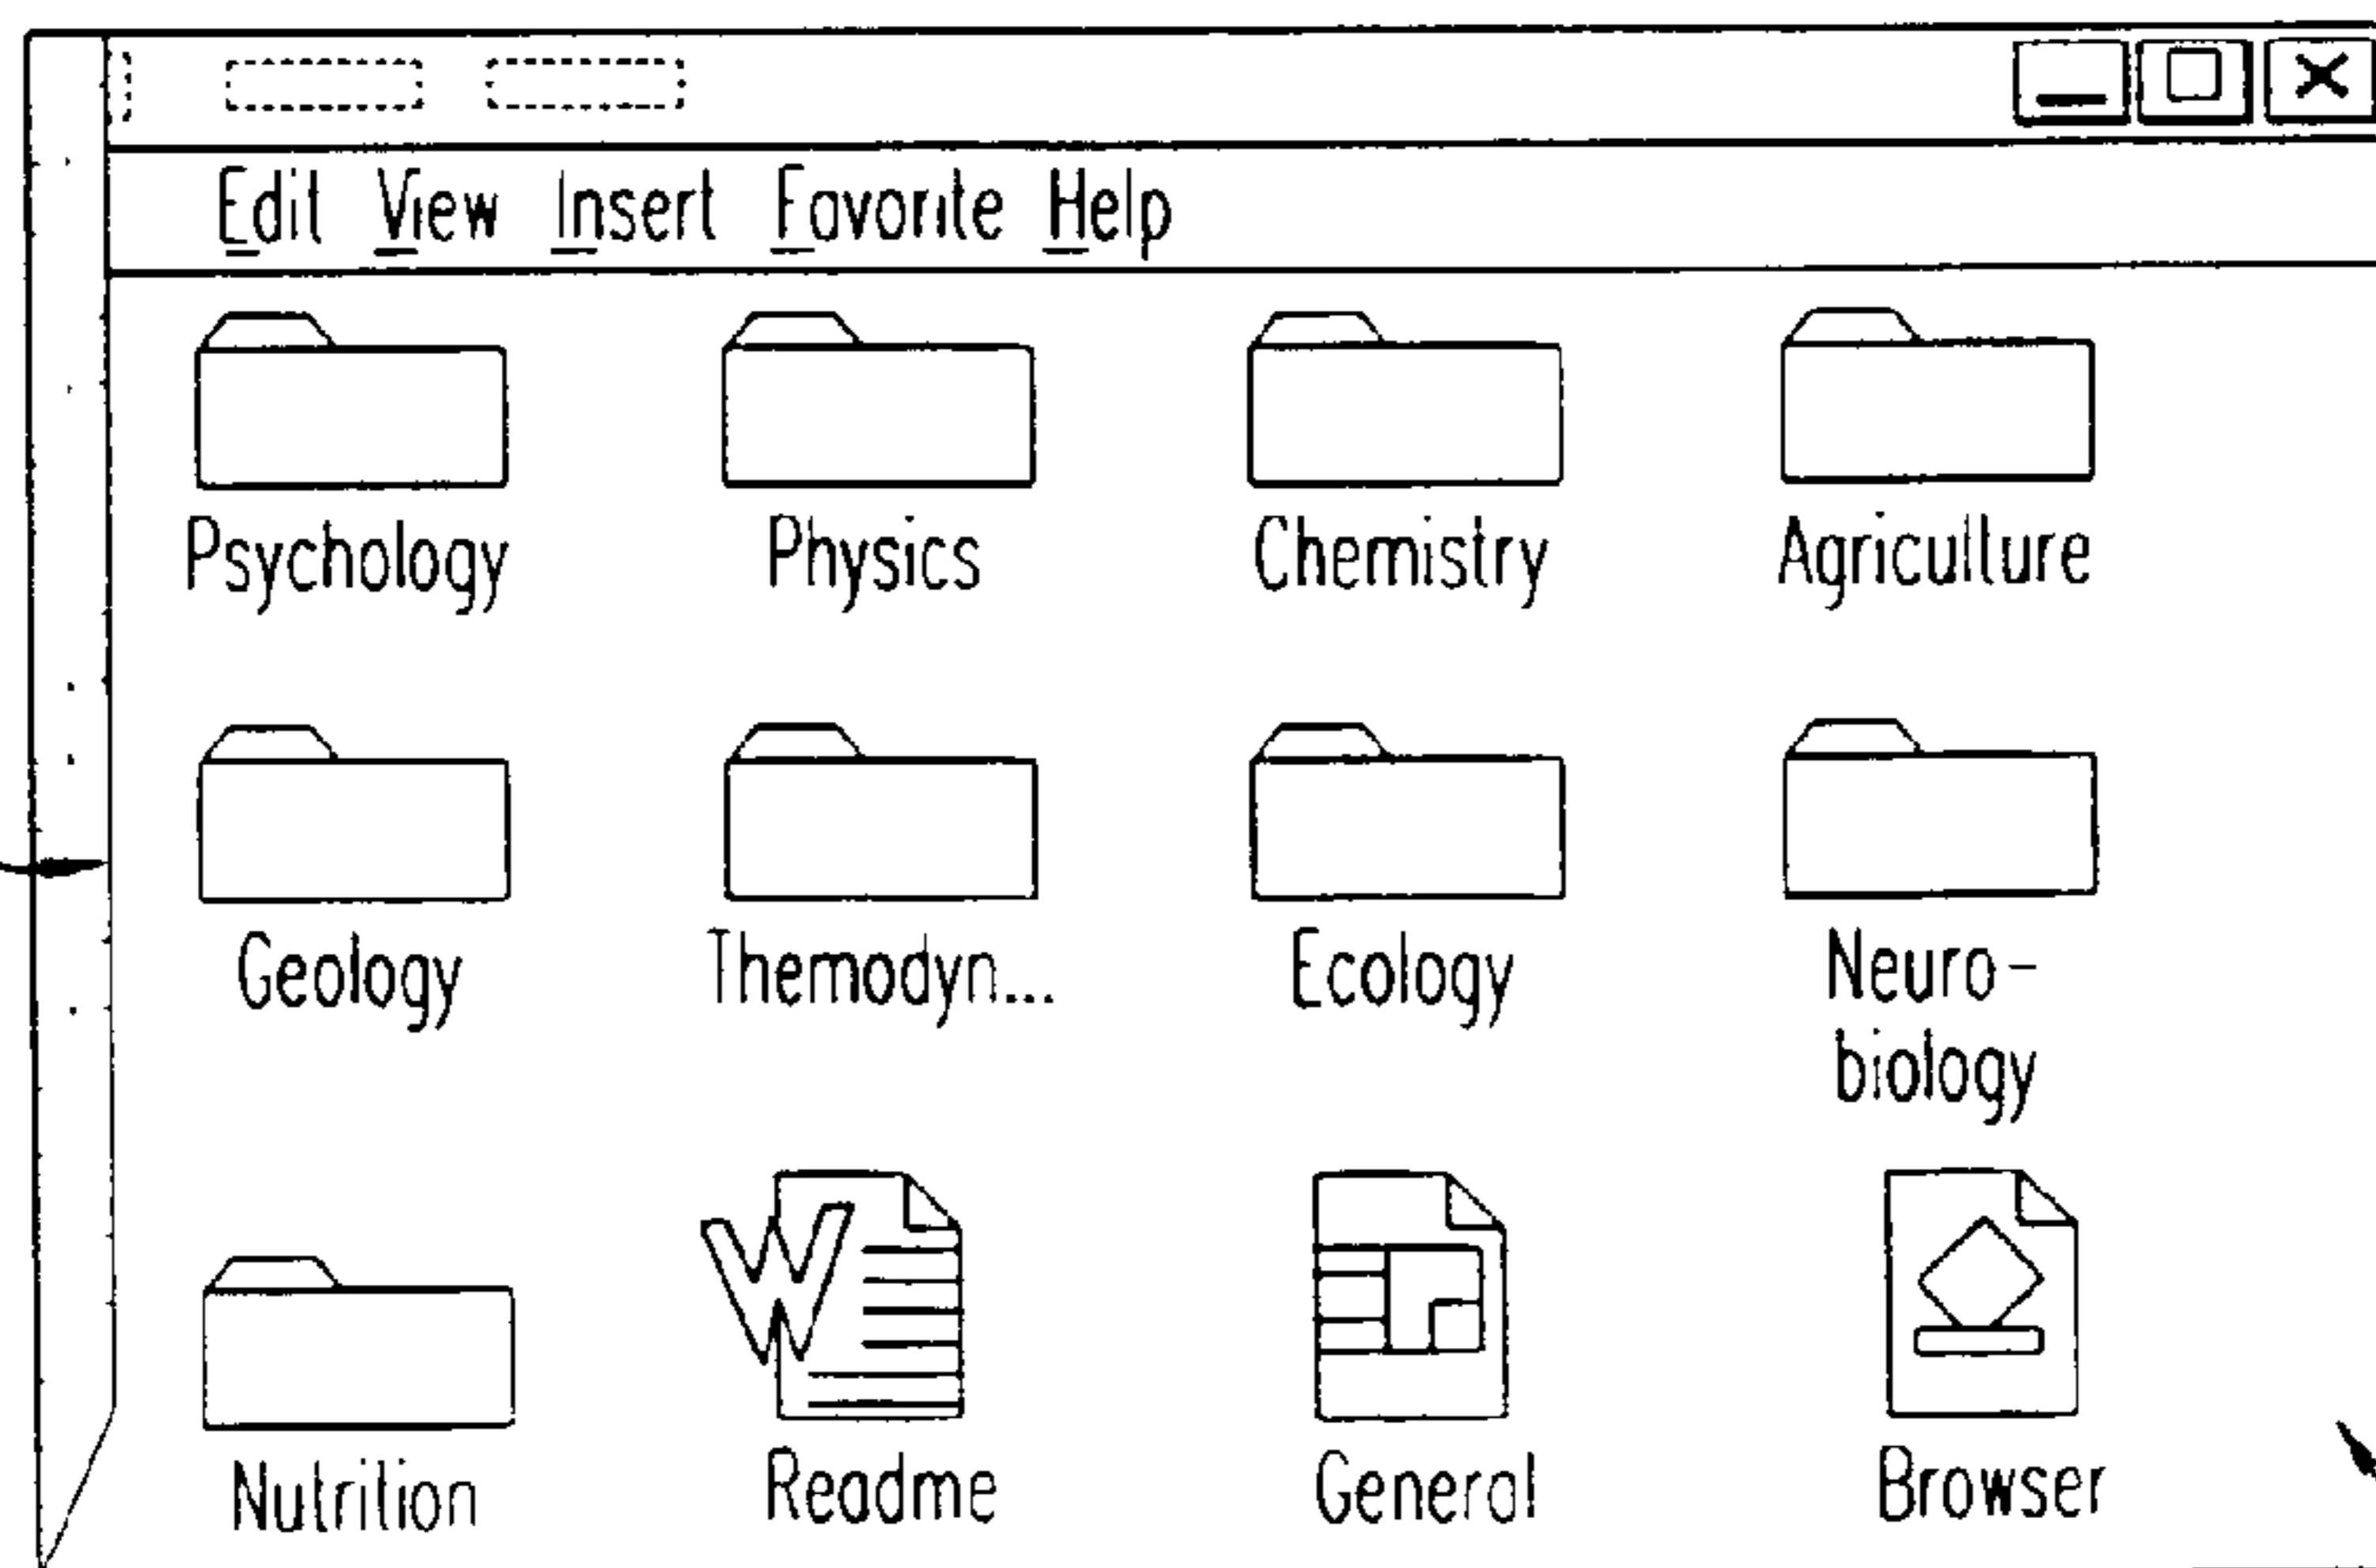 Edit View Insert Favorite Help
Psychology Physics Chemistry Agriculture
Geology Themodyn... Ecology Neuro-
biology
Nutrition Readme General Browser